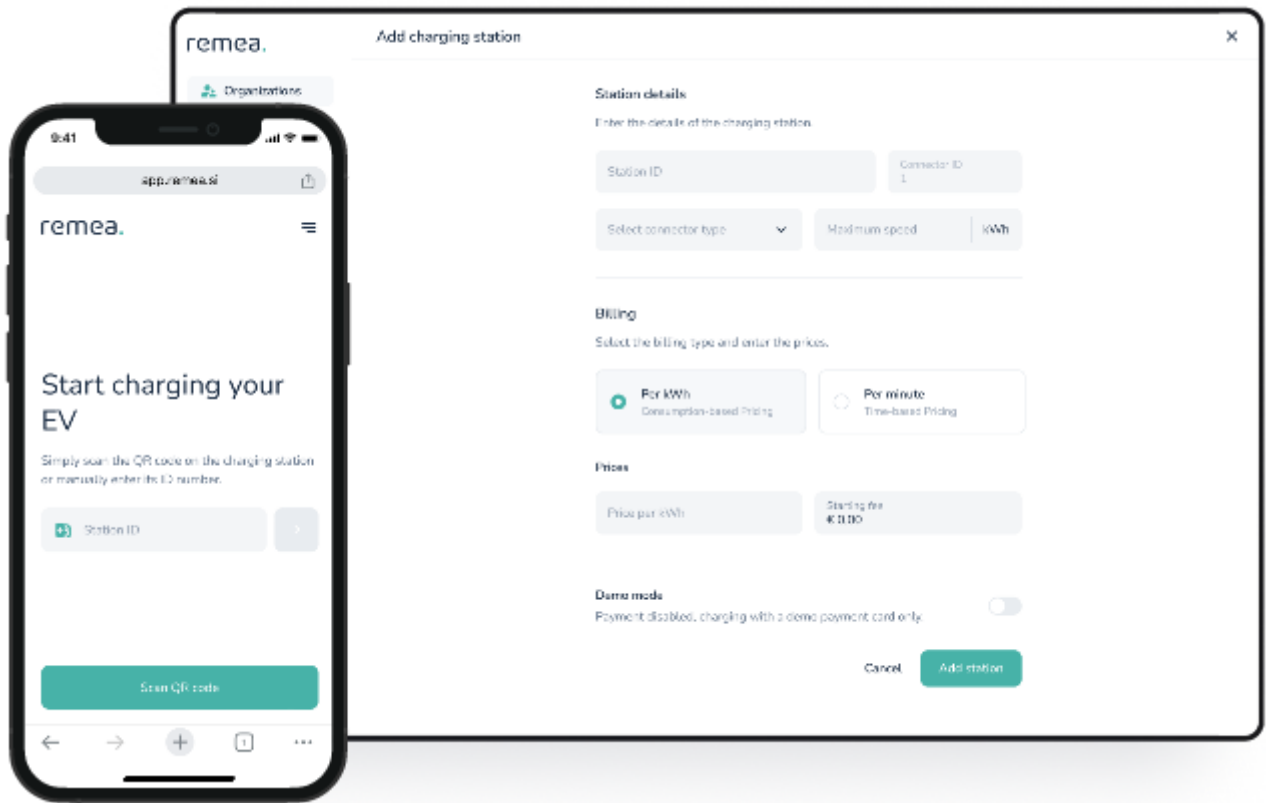 remea.
Organizations
Add charging station
Station details
Enter the details of the charging station.
Station ID
Connector ID
1
Select connector type
Maximum speed
kWh
Billing
Select the billing type and enter the prices.
Per kWh
Consumption-based Pricing
Per minute
Time-based Pricing
Prices
Price per kWh
Starting fee
€ 0.00
Demo mode
Payment disabled, charging with a demo payment card only.
Cancel
Add station
9:41
app.remea.si
remea.
Start charging your
EV
Simply scan the QR code on the charging station
or manually enter its ID number.
Station ID
Scan QR code
1